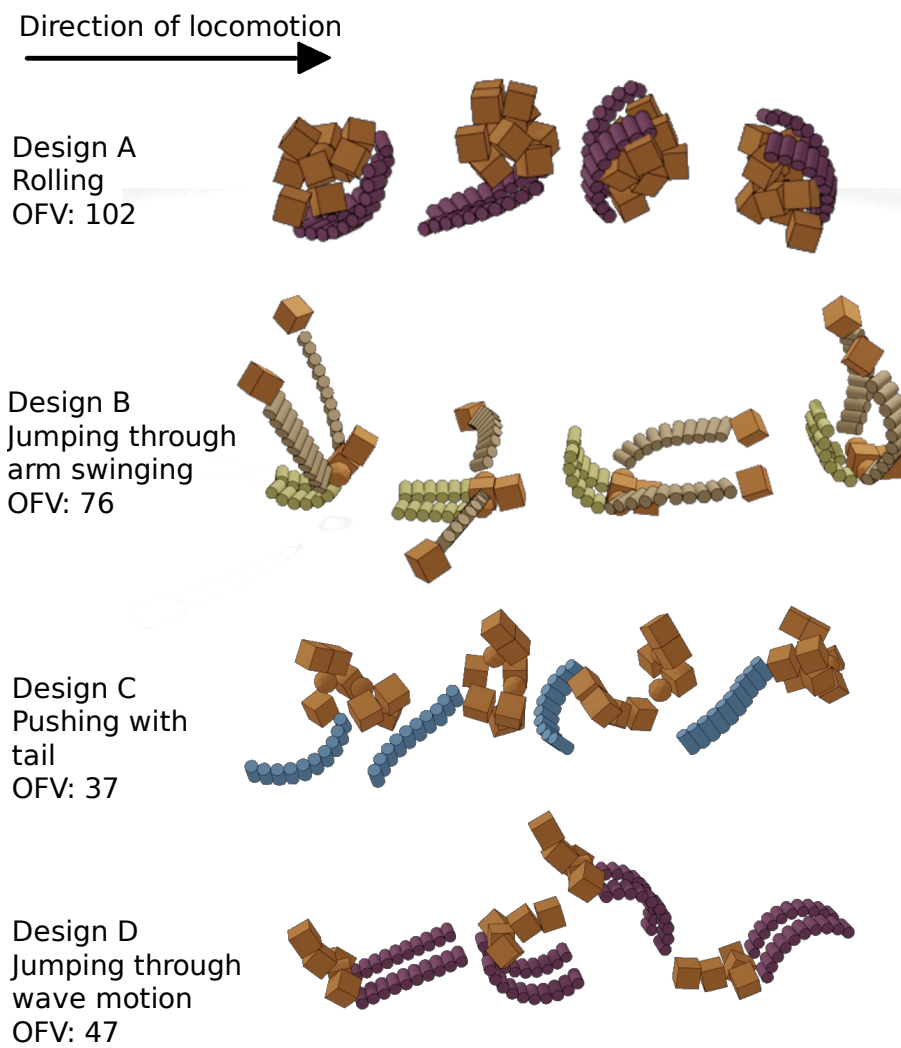 Direction of locomotion
Design A
Rolling
OFV: 102
Design B
Jumping through
arm swinging
OFV: 76
Design C
Pushing with
tail
OFV: 37
Design D
Jumping through
wave motion
OFV: 47